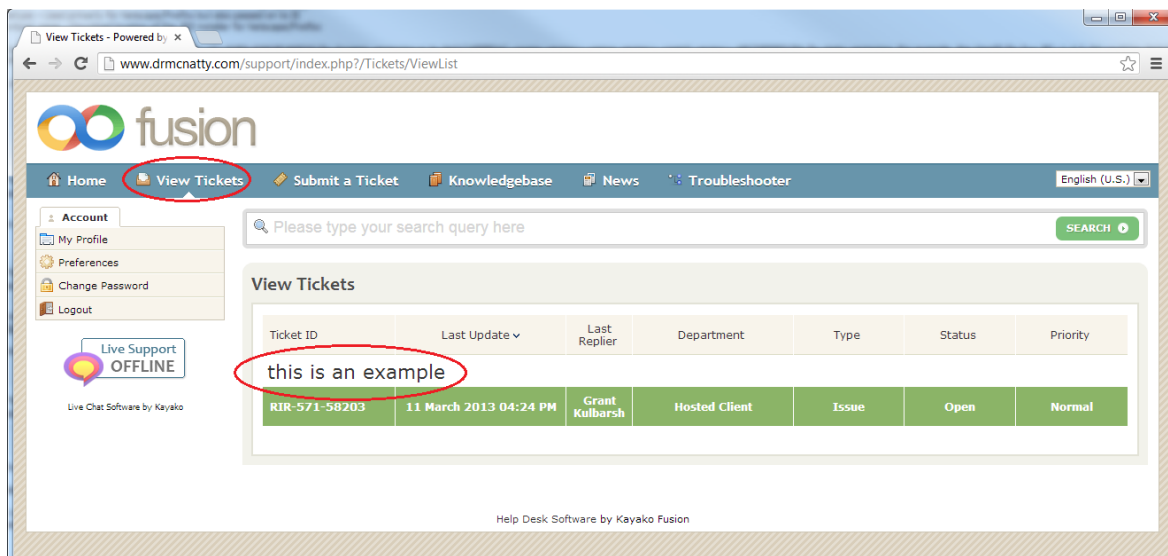 View Tickets - Powered by
www.drmcnatty.com/support/index.php?/Tickets/ViewList
fusion
Home View Tickets Submit a Ticket Knowledgebase News Troubleshooter English (U.S.)
Account
My Profile
Preferences
Change Password
Logout
Live Support
OFFLINE
Live Chat Software by Kayako
Please type your search query here SEARCH
View Tickets
Ticket ID Last Update Last Replier Department Type Status Priority
this is an example
RIR-571-58203 11 March 2013 04:24 PM Grant Kulbarsh Hosted Client Issue Open Normal
Help Desk Software by Kayako Fusion